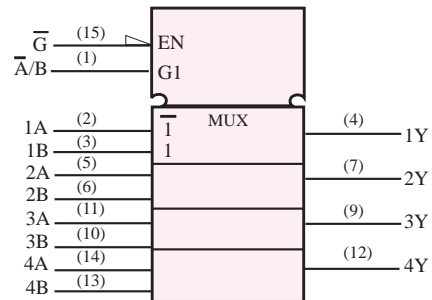 G̅ (15) EN
A̅/B (1) G1
MUX
1A (2) 1̅ (4) 1Y
1B (3) 1
2A (5) (7) 2Y
2B (6)
3A (11) (9) 3Y
3B (10)
4A (14) (12) 4Y
4B (13)